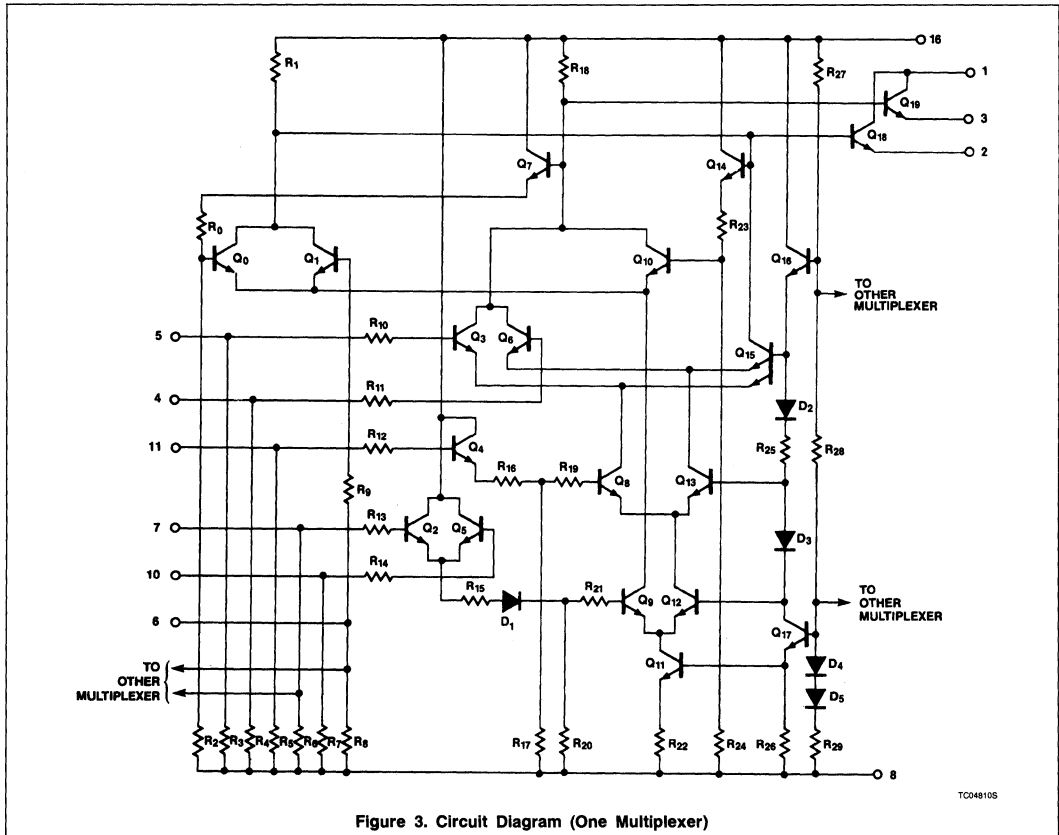 16
R1
R18
R27
1
Q19
3
Q18
2
Q7
Q14
R0
R23
Q0
Q1
Q10
Q16
TO
OTHER
MULTIPLEXER
5
R10
Q3
Q6
Q15
4
R11
D2
11
R12
Q4
R25
R28
R16
R19
Q8
Q13
R9
7
R13
Q2
Q5
D3
10
R14
R15
D1
R21
Q9
Q12
TO
OTHER
MULTIPLEXER
6
Q17
Q11
D4
TO
OTHER
MULTIPLEXER
D5
R2
R3
R4
R5
R6
R7
R8
R17
R20
R22
R24
R26
R29
8
TC04810S
Figure 3. Circuit Diagram (One Multiplexer)